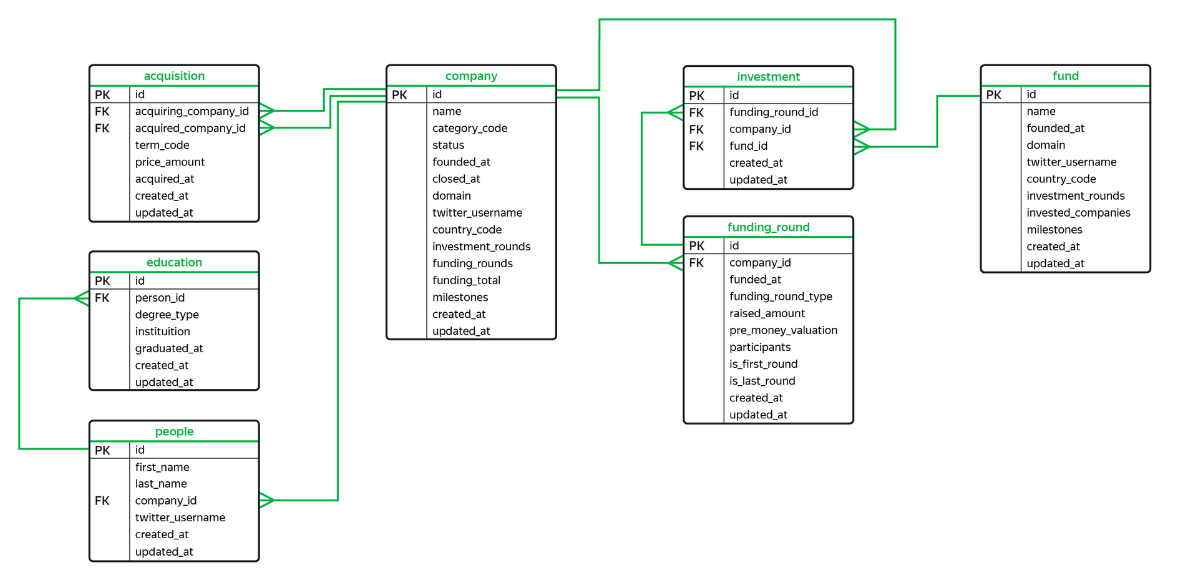 acquisition
PK id
FK acquiring_company_id
FK acquired_company_id
term_code
price_amount
acquired_at
created_at
updated_at
education
PK id
FK person_id
degree_type
instituition
graduated_at
created_at
updated_at
people
PK id
first_name
last_name
FK company_id
twitter_username
created_at
updated_at
company
PK id
name
category_code
status
founded_at
closed_at
domain
twitter_username
country_code
investment_rounds
funding_rounds
funding_total
milestones
created_at
updated_at
investment
PK id
FK funding_round_id
FK company_id
FK fund_id
created_at
updated_at
funding_round
PK id
FK company_id
funded_at
funding_round_type
raised_amount
pre_money_valuation
participants
is_first_round
is_last_round
created_at
updated_at
fund
PK id
name
founded_at
domain
twitter_username
country_code
investment_rounds
invested_companies
milestones
created_at
updated_at